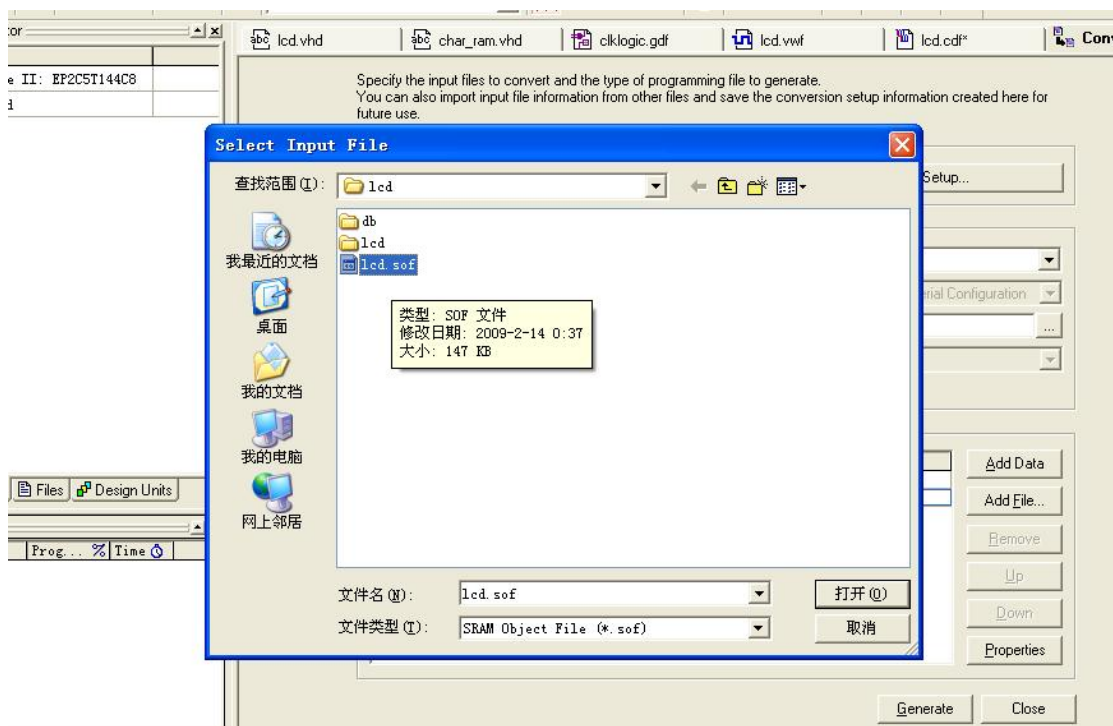 lcd.vhd
char_ram.vhd
clklogic.gdf
lcd.vwf
lcd.cdf*
II: EP2C5T144C8
Specify the input files to convert and the type of programming file to generate.
You can also import input file information from other files and save the conversion setup information created here for
future use.
Select Input File
查找范围(I):
lcd
Setup...
db
lcd
lcd.sof
我最近的文档
类型: SOF 文件
修改日期: 2009-2-14 0:37
大小: 147 KB
Configuration
...
桌面
我的文档
我的电脑
网上邻居
Files
Design Units
Prog... % Time
Add Data
Add File...
Remove
Up
Down
Properties
文件名(N):
lcd.sof
打开(O)
文件类型(T):
SRAM Object File (*.sof)
取消
Generate
Close